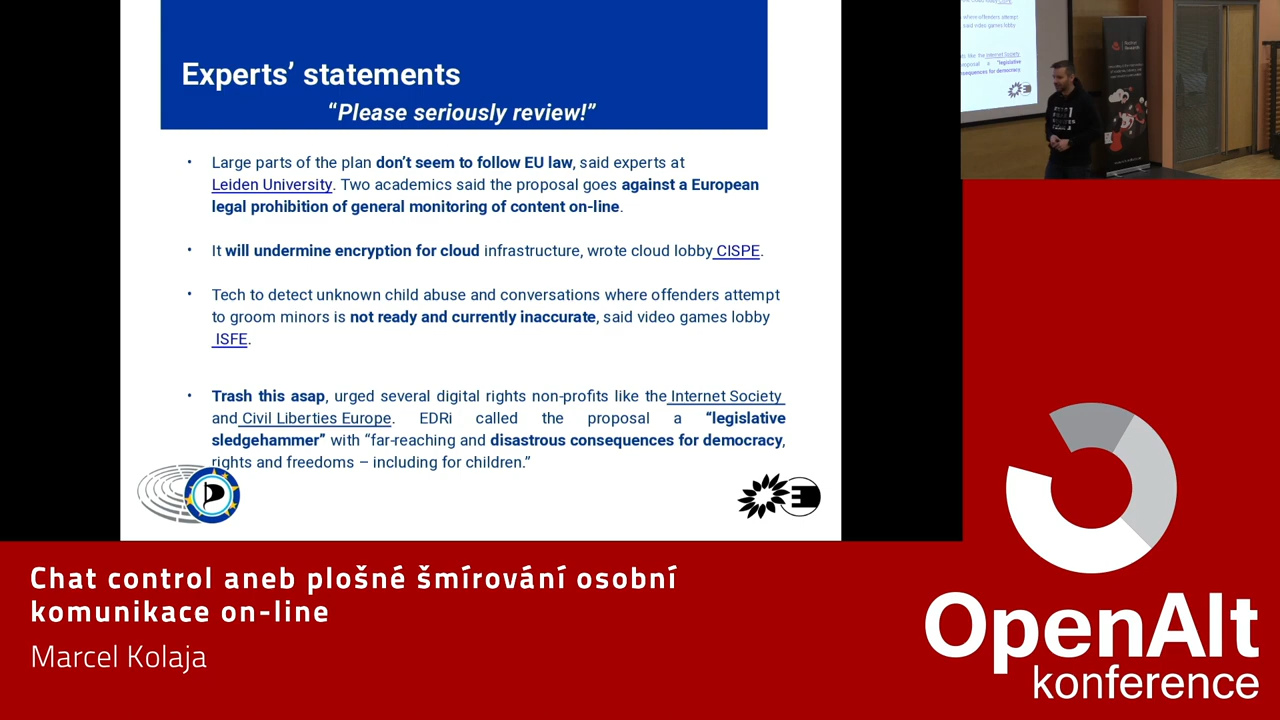 Experts’ statements
“Please seriously review!”
• Large parts of the plan don’t seem to follow EU law, said experts at
Leiden University. Two academics said the proposal goes against a European
legal prohibition of general monitoring of content on-line.
• It will undermine encryption for cloud infrastructure, wrote cloud lobby CISPE.
• Tech to detect unknown child abuse and conversations where offenders attempt
to groom minors is not ready and currently inaccurate, said video games lobby
ISFE.
• Trash this asap, urged several digital rights non-profits like the Internet Society
and Civil Liberties Europe. EDRi called the proposal a “legislative
sledgehammer” with “far-reaching and disastrous consequences for democracy,
rights and freedoms – including for children.”
Chat control aneb plošné šmírování osobní
komunikace on-line
Marcel Kolaja
OpenAlt
konference